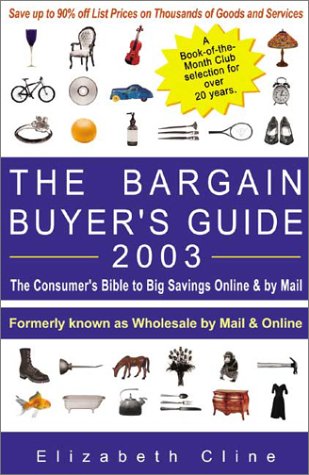 Save up to 90% off List Prices on Thousands of Goods and Services
A
Book-of-the-
Month Club
selection for
over
20 years.
THE BARGAIN
BUYER'S GUIDE
2003
The Consumer's Bible to Big Savings Online & by Mail
Formerly known as Wholesale by Mail & Online
Elizabeth Cline